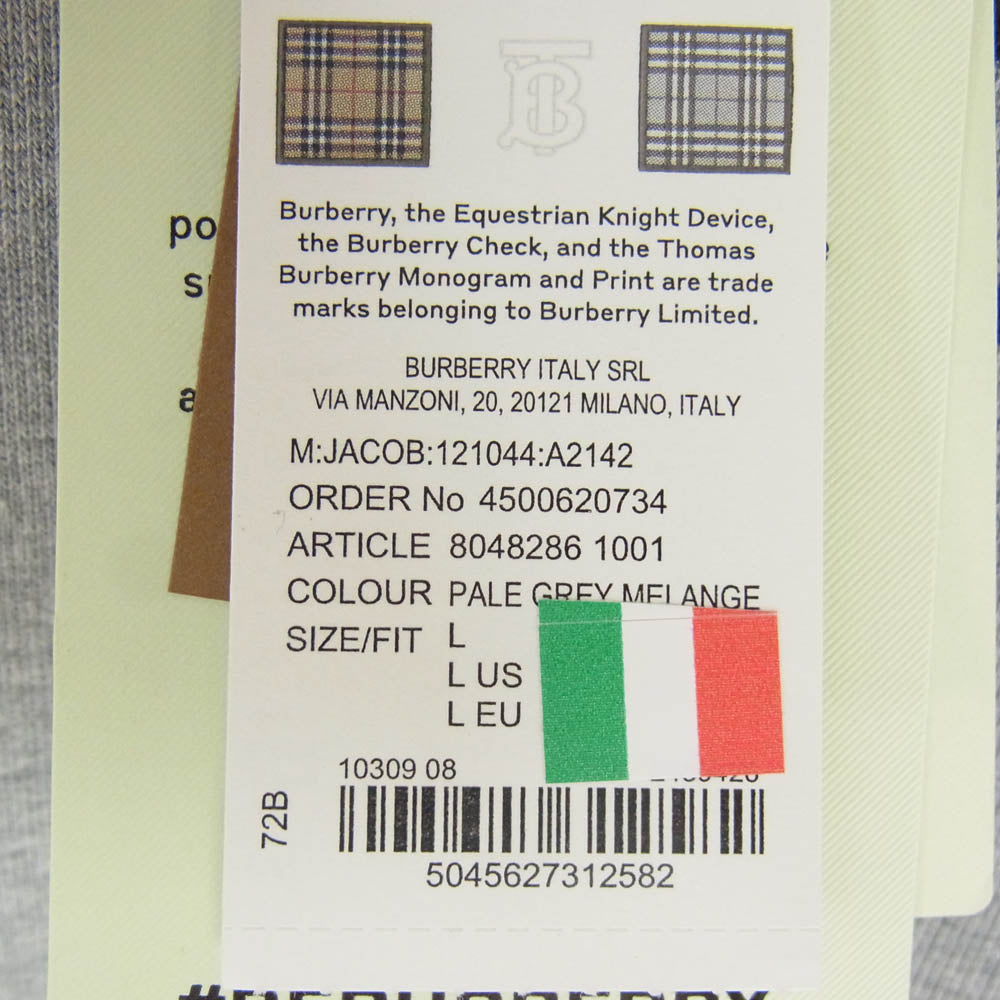 po
s
a
Burberry, the Equestrian Knight Device,
the Burberry Check, and the Thomas
Burberry Monogram and Print are trade
marks belonging to Burberry Limited.
BURBERRY ITALY SRL
VIA MANZONI, 20, 20121 MILANO, ITALY
M:JACOB:121044:A2142
ORDER No 4500620734
ARTICLE 8048286 1001
COLOUR PALE GREY MELANGE
SIZE/FIT L
L US
L EU
10309 08
72B
5045627312582